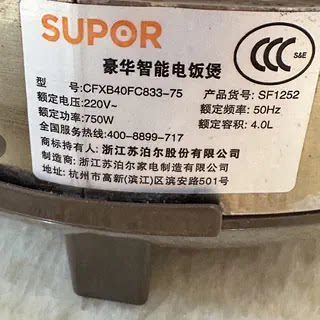 SUPOR
CCC S&E
豪华智能电饭煲
型 号:CFXB40FC833-75 产品货号: SF1252
额定电压:220V~ 额定频率: 50Hz
额定功率:750W 额定容积: 4.0L
全国服务热线:400-8899-717
商标持有人: 浙江苏泊尔股份有限公司
制造商: 浙江苏泊尔家电制造有限公司
地址: 杭州市高新(滨江)区滨安路501号